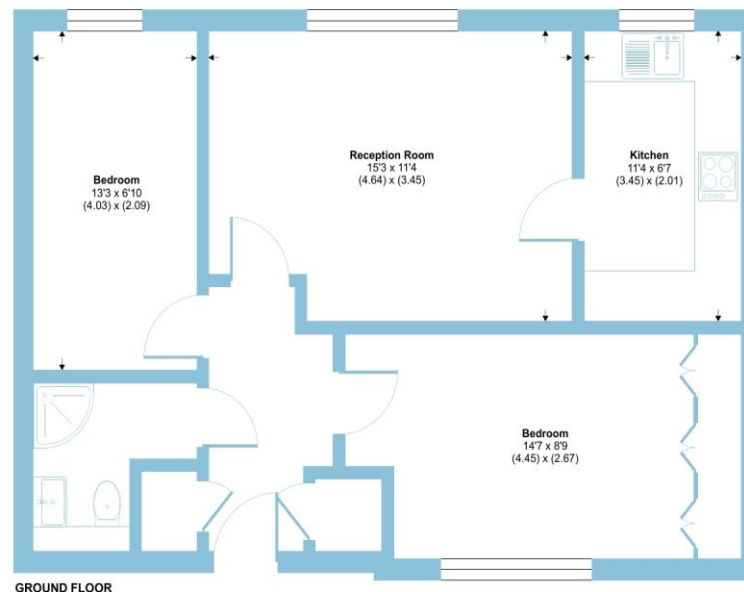 Bedroom
13'3 x 6'10
(4.03) x (2.09)
Reception Room
15'3 x 11'4
(4.64) x (3.45)
Kitchen
11'4 x 6'7
(3.45) x (2.01)
Bedroom
14'7 x 8'9
(4.45) x (2.67)
GROUND FLOOR